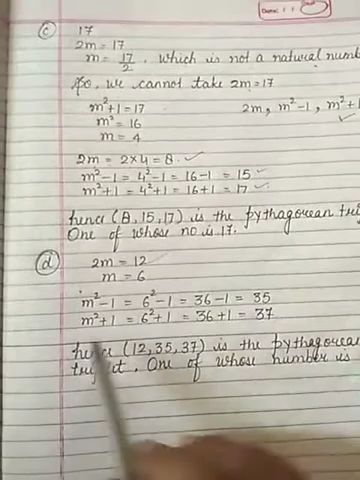 Date: / /
(c) 17
2m = 17
m = 17/2, which is not a natural numb
So, we cannot take 2m = 17
m²+1 = 17 2m, m²-1, m²+1
m² = 16 ✓
m = 4
2m = 2×4 = 8 ✓
m²-1 = 4²-1 = 16-1 = 15 ✓
m²+1 = 4²+1 = 16+1 = 17 ✓
hence (8, 15, 17) is the pythagorean tri
One of whose no is 17.
(d) 2m = 12
m = 6
m²-1 = 6²-1 = 36-1 = 35
m²+1 = 6²+1 = 36+1 = 37
hence (12, 35, 37) is the pythagorean
One of whose number is